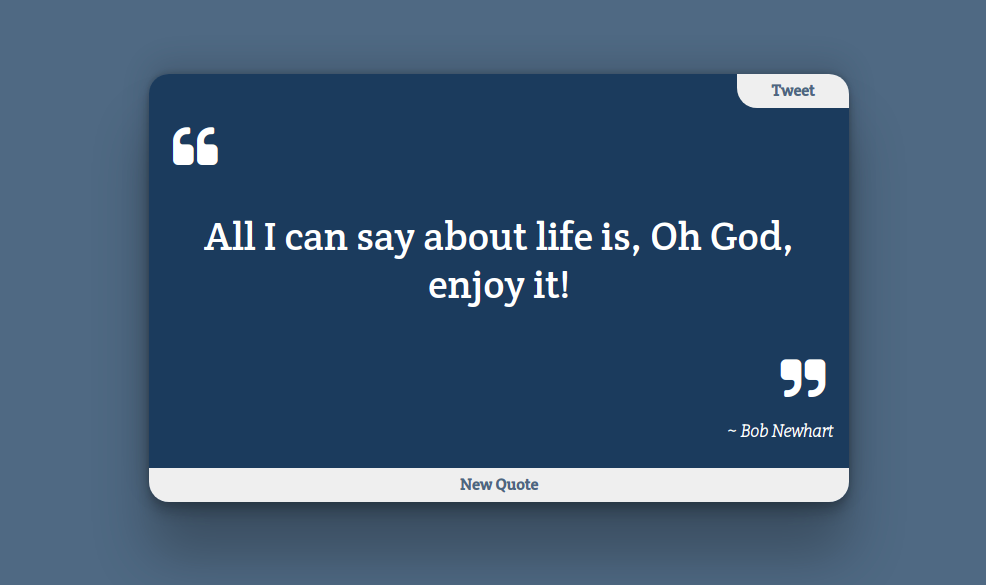 Tweet
“
All I can say about life is, Oh God,
enjoy it!
”
~ Bob Newhart
New Quote